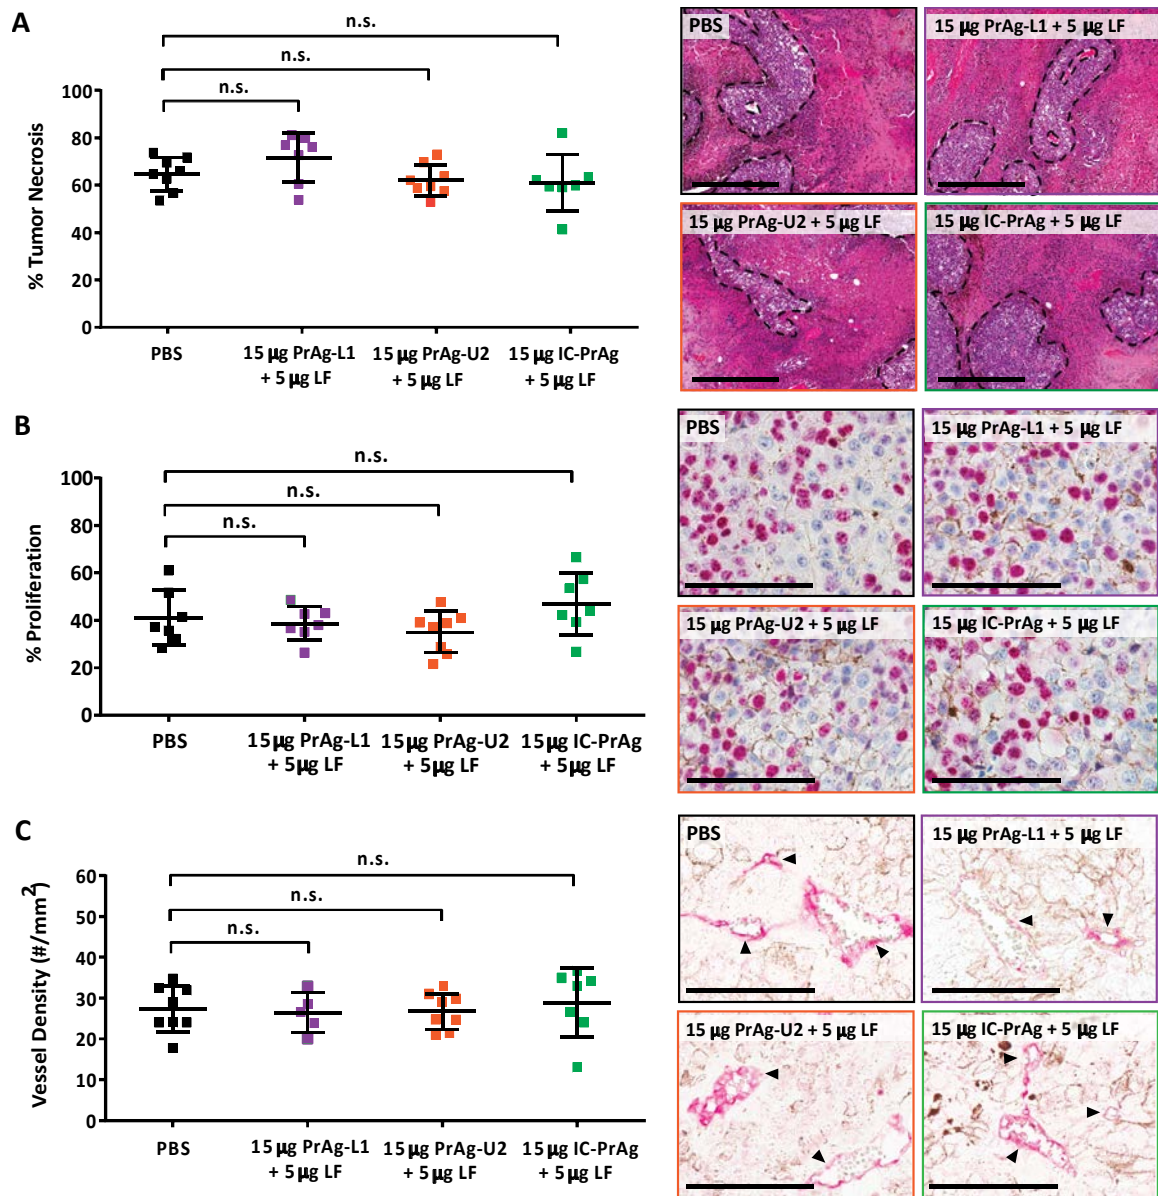 A
n.s.
n.s.
n.s.
% Tumor Necrosis
100
80
60
40
20
0
PBS
15 µg PrAg-L1
+ 5 µg LF
15 µg PrAg-U2
+ 5 µg LF
15 µg IC-PrAg
+ 5 µg LF
PBS
15 µg PrAg-L1 + 5 µg LF
15 µg PrAg-U2 + 5 µg LF
15 µg IC-PrAg + 5 µg LF
B
n.s.
n.s.
n.s.
% Proliferation
100
80
60
40
20
0
PBS
15 µg PrAg-L1
+ 5µg LF
15 µg PrAg-U2
+ 5µg LF
15 µg IC-PrAg
+ 5µg LF
PBS
15 µg PrAg-L1 + 5 µg LF
15 µg PrAg-U2 + 5 µg LF
15 µg IC-PrAg + 5 µg LF
C
n.s.
n.s.
n.s.
Vessel Density (#/mm²)
60
50
40
30
20
10
0
PBS
15 µg PrAg-L1
+ 5µg LF
15 µg PrAg-U2
+ 5µg LF
15 µg IC-PrAg
+ 5µg LF
PBS
15 µg PrAg-L1 + 5 µg LF
15 µg PrAg-U2 + 5 µg LF
15 µg IC-PrAg + 5 µg LF